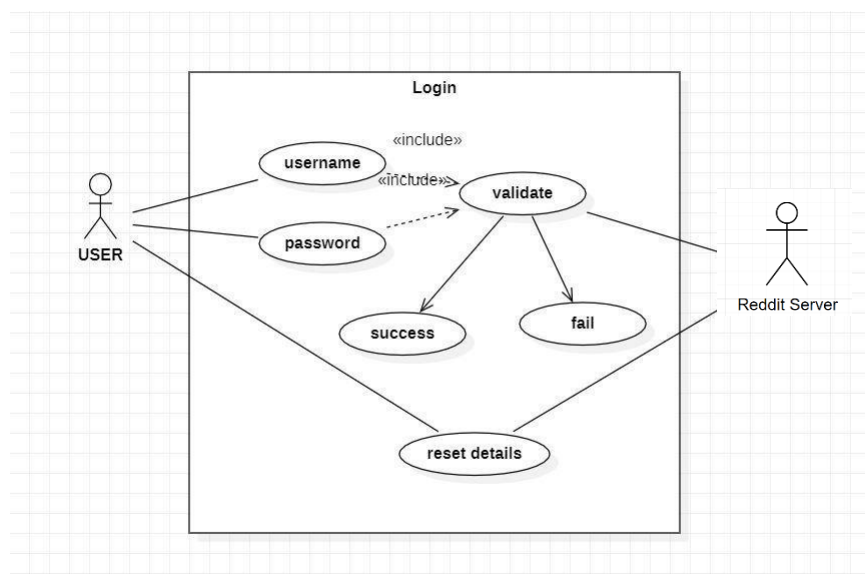 Login
«include»
username
«include»
validate
password
USER
Reddit Server
success
fail
reset details